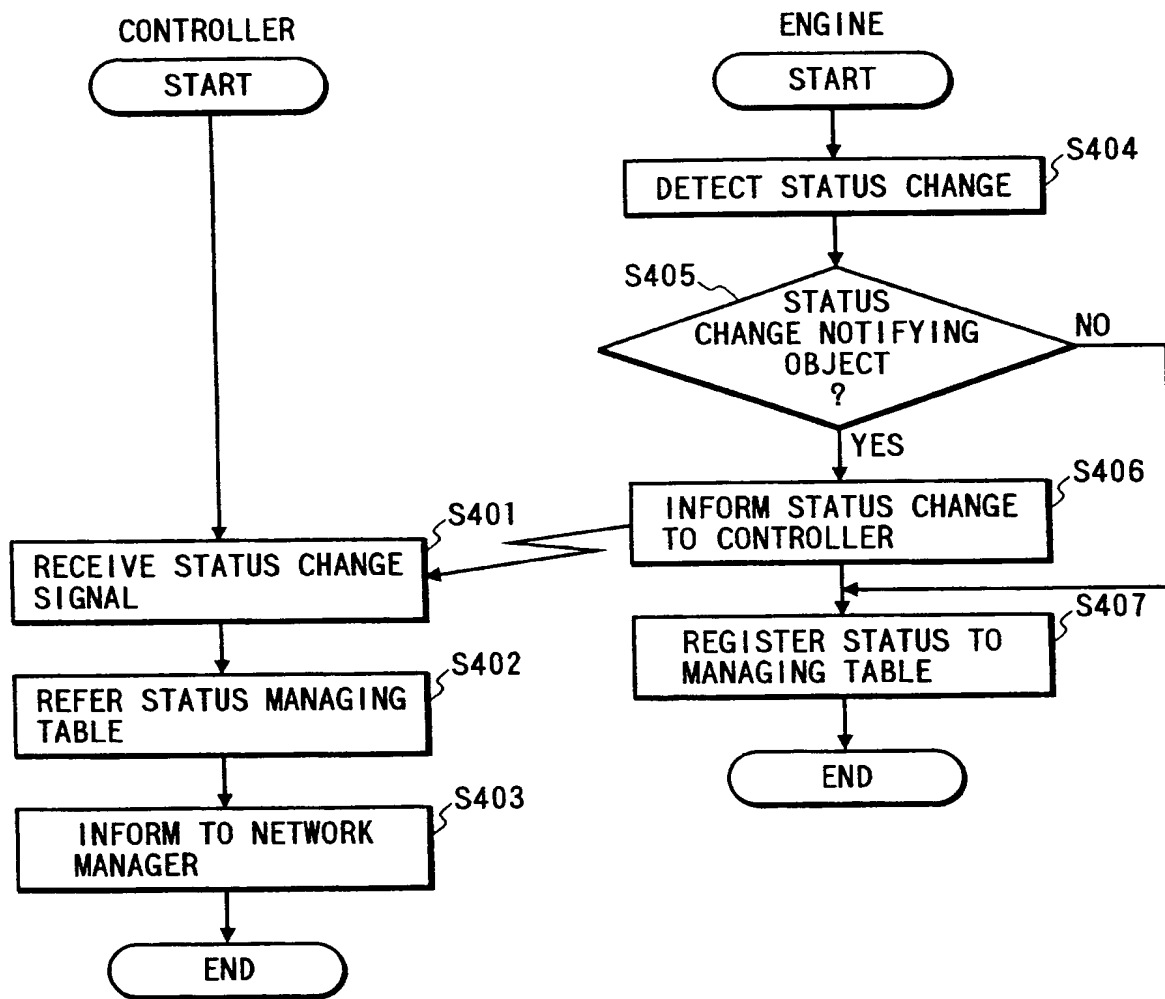 CONTROLLER
START
S401
RECEIVE STATUS CHANGE
SIGNAL
S402
REFER STATUS MANAGING
TABLE
S403
INFORM TO NETWORK
MANAGER
END
ENGINE
START
S404
DETECT STATUS CHANGE
S405
STATUS
CHANGE NOTIFYING
OBJECT
?
NO
YES
S406
INFORM STATUS CHANGE
TO CONTROLLER
S407
REGISTER STATUS TO
MANAGING TABLE
END